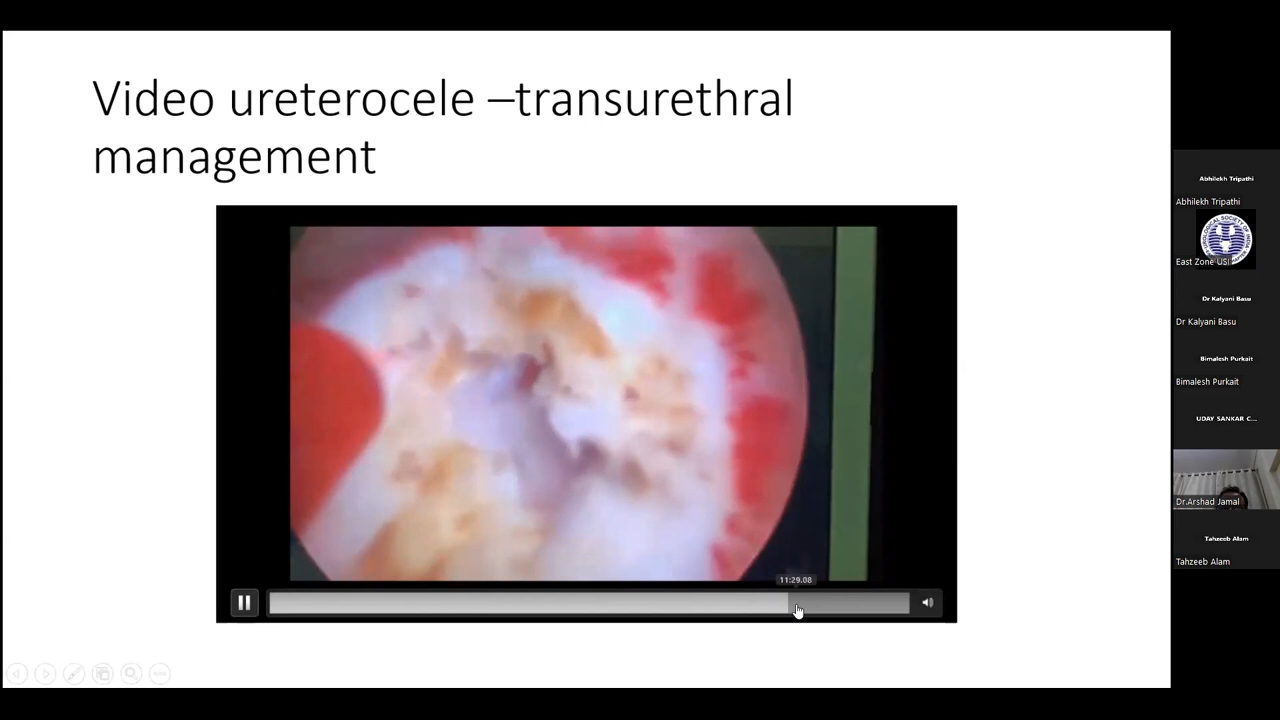 Video ureterocele –transurethral
management
11:29.08
Abhilekh Tripathi
Abhilekh Tripathi
East Zone USI
Dr Kalyani Basu
Dr Kalyani Basu
Bimalesh Purkait
Bimalesh Purkait
UDAY SANKAR C...
Dr.Arshad Jamal
Tahzeeb Alam
Tahzeeb Alam